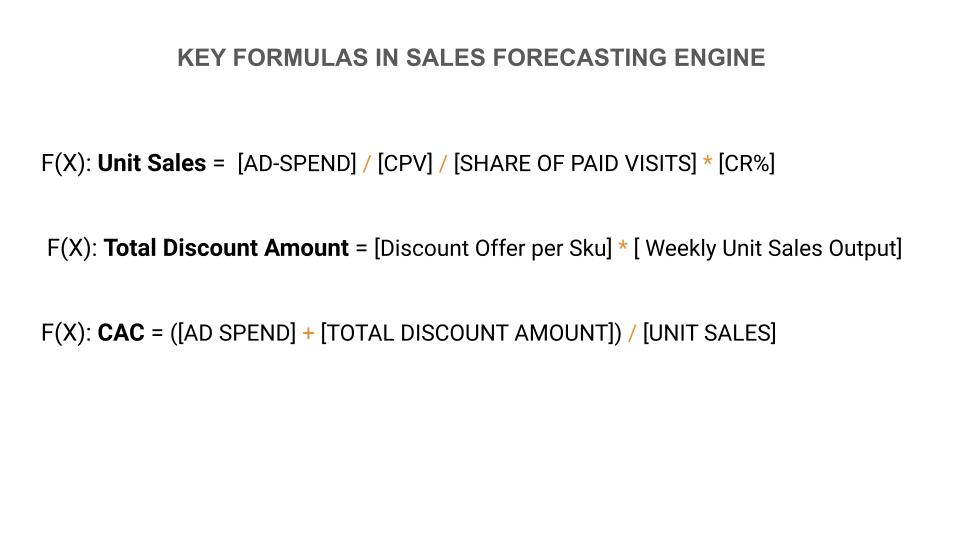 KEY FORMULAS IN SALES FORECASTING ENGINE
F(X): Unit Sales = [AD-SPEND] / [CPV] / [SHARE OF PAID VISITS] * [CR%]
F(X): Total Discount Amount = [Discount Offer per Sku] * [ Weekly Unit Sales Output]
F(X): CAC = ([AD SPEND] + [TOTAL DISCOUNT AMOUNT]) / [UNIT SALES]